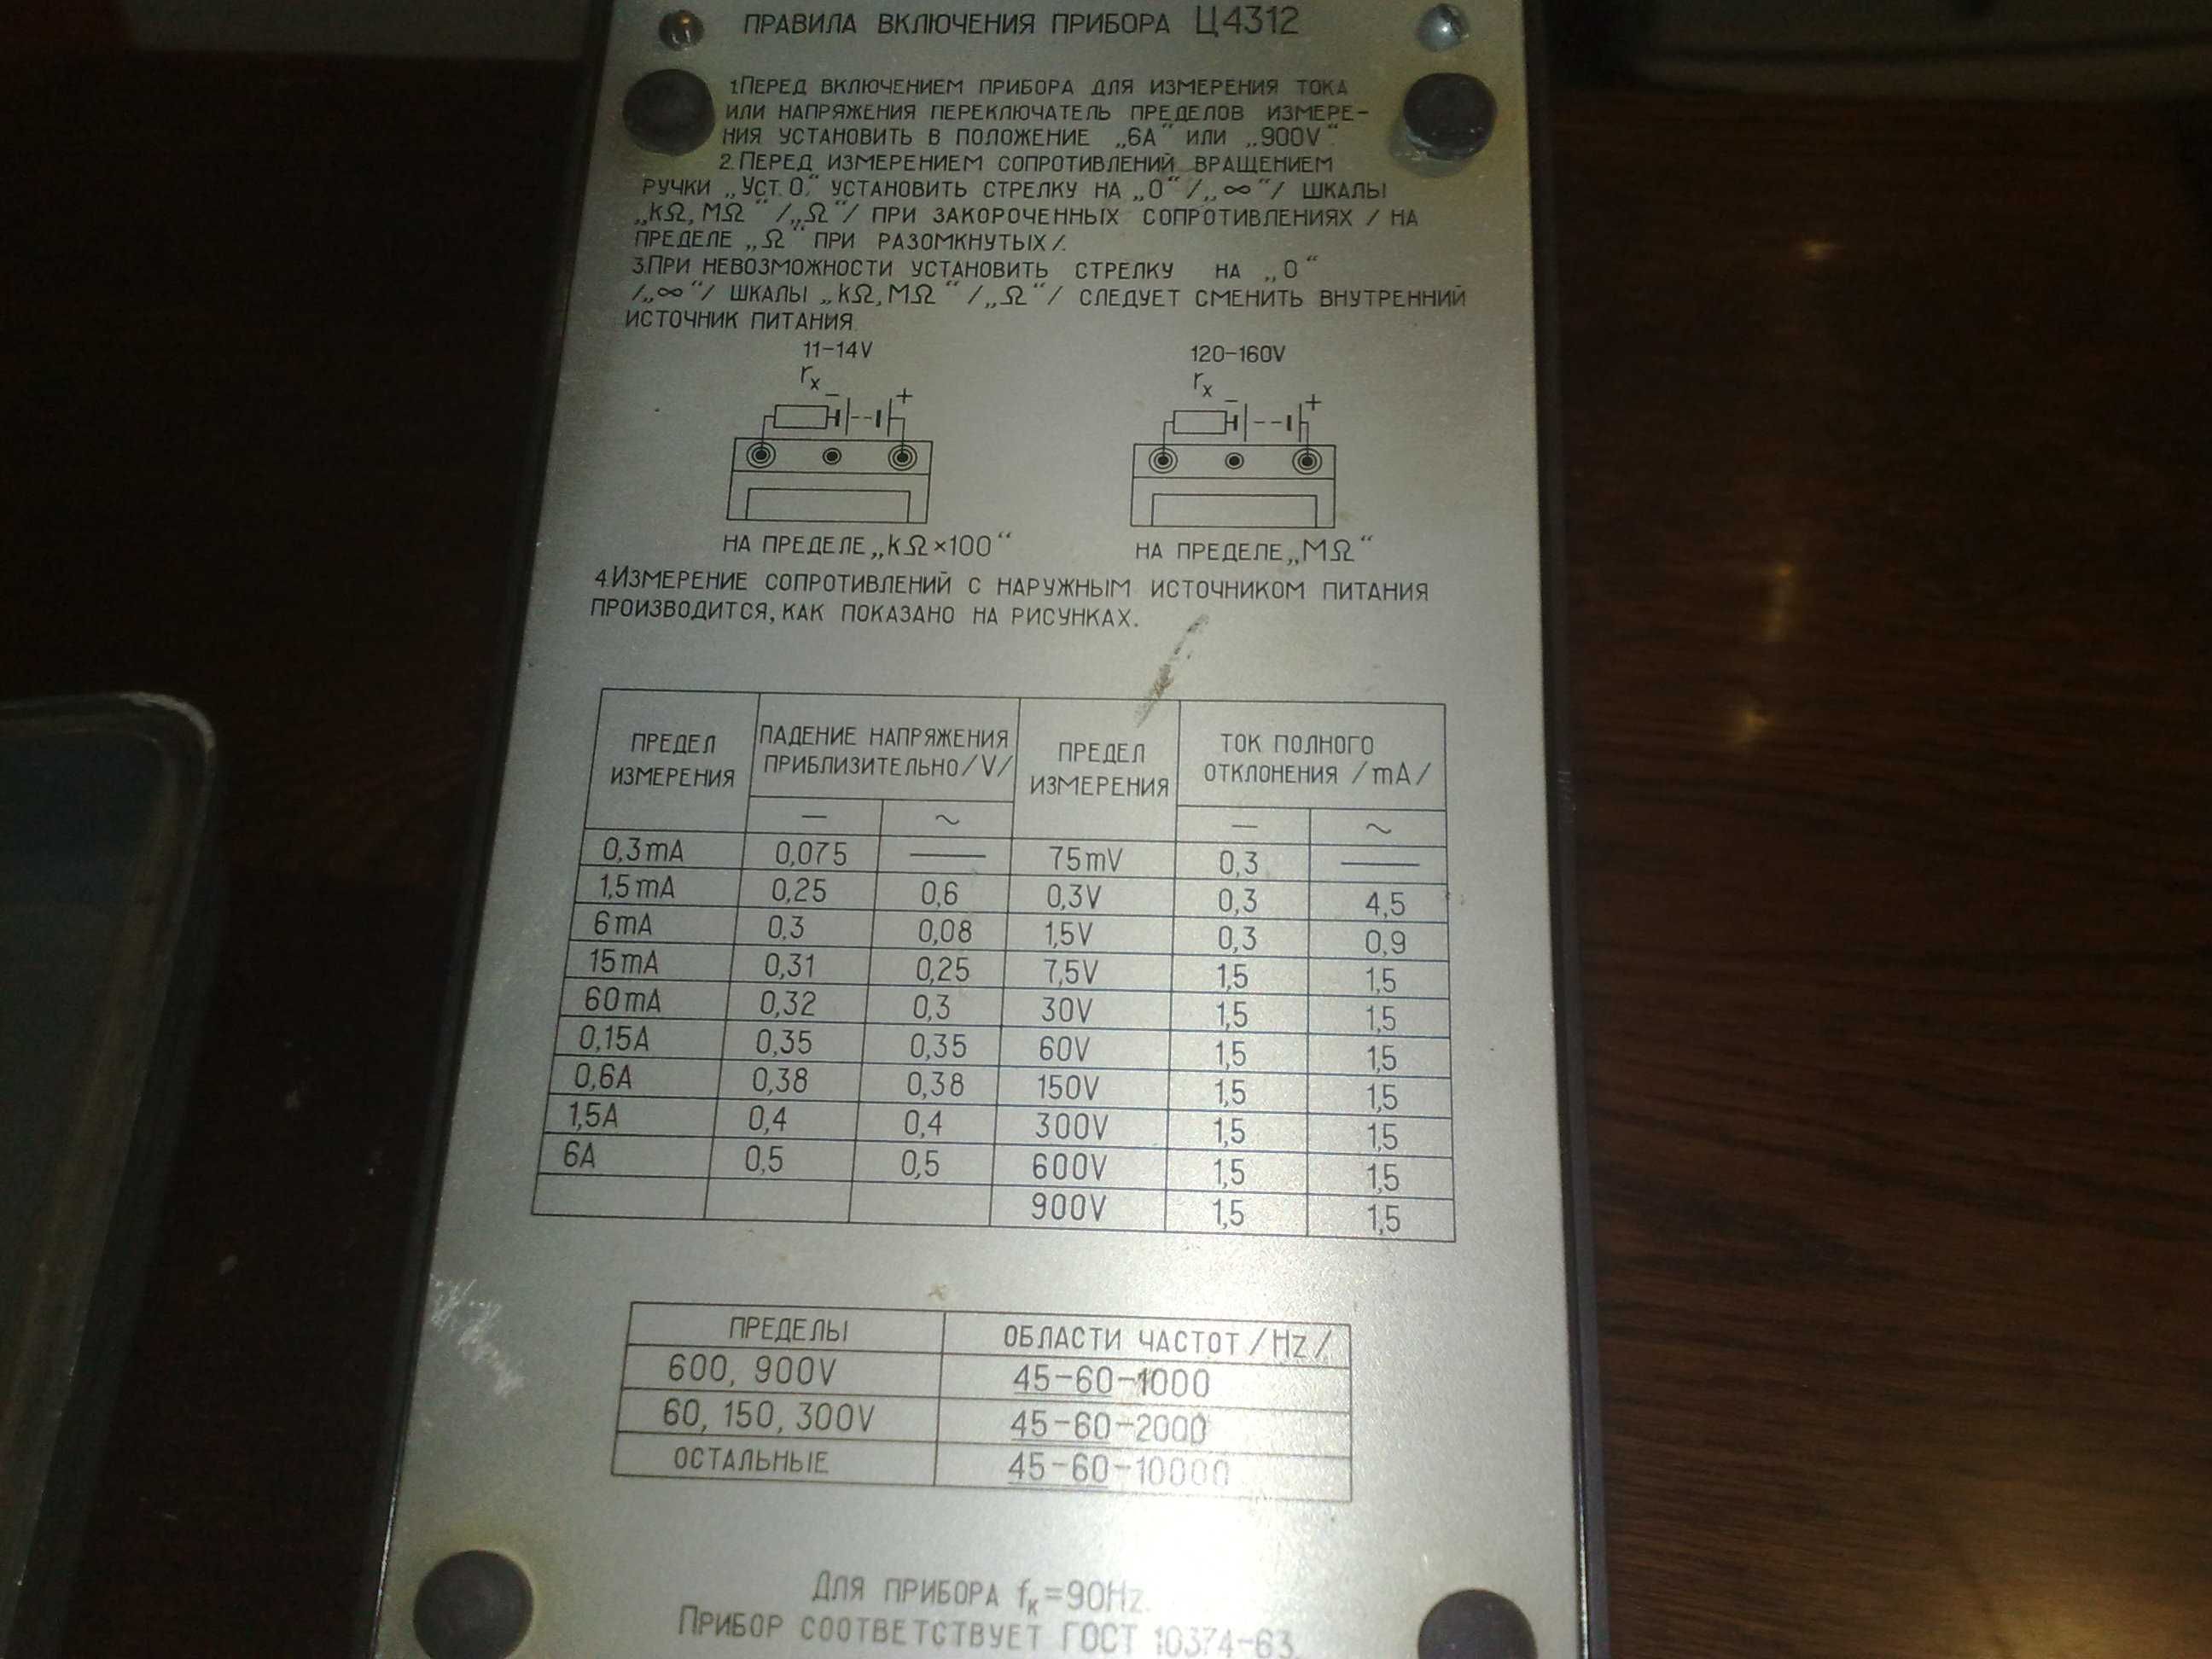 ПРАВИЛА ВКЛЮЧЕНИЯ ПРИБОРА Ц4312
1.ПЕРЕД ВКЛЮЧЕНИЕМ ПРИБОРА ДЛЯ ИЗМЕРЕНИЯ ТОКА
ИЛИ НАПРЯЖЕНИЯ ПЕРЕКЛЮЧАТЕЛЬ ПРЕДЕЛОВ ИЗМЕРЕ-
НИЯ УСТАНОВИТЬ В ПОЛОЖЕНИЕ „6А“ ИЛИ „900V“.
2.ПЕРЕД ИЗМЕРЕНИЕМ СОПРОТИВЛЕНИЙ ВРАЩЕНИЕМ
РУЧКИ „УСТ.0.“ УСТАНОВИТЬ СТРЕЛКУ НА „0“ /„∞“/ ШКАЛЫ
„kΩ, MΩ“ /„Ω“/ ПРИ ЗАКОРОЧЕННЫХ СОПРОТИВЛЕНИЯХ / НА
ПРЕДЕЛЕ „Ω“ ПРИ РАЗОМКНУТЫХ/.
3.ПРИ НЕВОЗМОЖНОСТИ УСТАНОВИТЬ СТРЕЛКУ НА „0“
/„∞“/ ШКАЛЫ „kΩ, MΩ“ /„Ω“/ СЛЕДУЕТ СМЕНИТЬ ВНУТРЕННИЙ
ИСТОЧНИК ПИТАНИЯ.
11-14V 120-160V
rx rx
− + − +
НА ПРЕДЕЛЕ „kΩ×100“ НА ПРЕДЕЛЕ „MΩ“
4.ИЗМЕРЕНИЕ СОПРОТИВЛЕНИЙ С НАРУЖНЫМ ИСТОЧНИКОМ ПИТАНИЯ
ПРОИЗВОДИТСЯ, КАК ПОКАЗАНО НА РИСУНКАХ.
ПРЕДЕЛ ИЗМЕРЕНИЯ ПАДЕНИЕ НАПРЯЖЕНИЯ ПРИБЛИЗИТЕЛЬНО /V/ ПРЕДЕЛ ИЗМЕРЕНИЯ ТОК ПОЛНОГО ОТКЛОНЕНИЯ /mA/
— ~ — ~
0,3mA 0,075 — 75mV 0,3 —
1,5mA 0,25 0,6 0,3V 0,3 4,5
6mA 0,3 0,08 1,5V 0,3 0,9
15mA 0,31 0,25 7,5V 1,5 1,5
60mA 0,32 0,3 30V 1,5 1,5
0,15A 0,35 0,35 60V 1,5 1,5
0,6A 0,38 0,38 150V 1,5 1,5
1,5A 0,4 0,4 300V 1,5 1,5
6A 0,5 0,5 600V 1,5 1,5
900V 1,5 1,5
ПРЕДЕЛЫ ОБЛАСТИ ЧАСТОТ /Hz/
600, 900V 45-60-1000
60, 150, 300V 45-60-2000
ОСТАЛЬНЫЕ 45-60-10000
ДЛЯ ПРИБОРА fк=90Hz.
ПРИБОР СООТВЕТСТВУЕТ ГОСТ 10374-63.